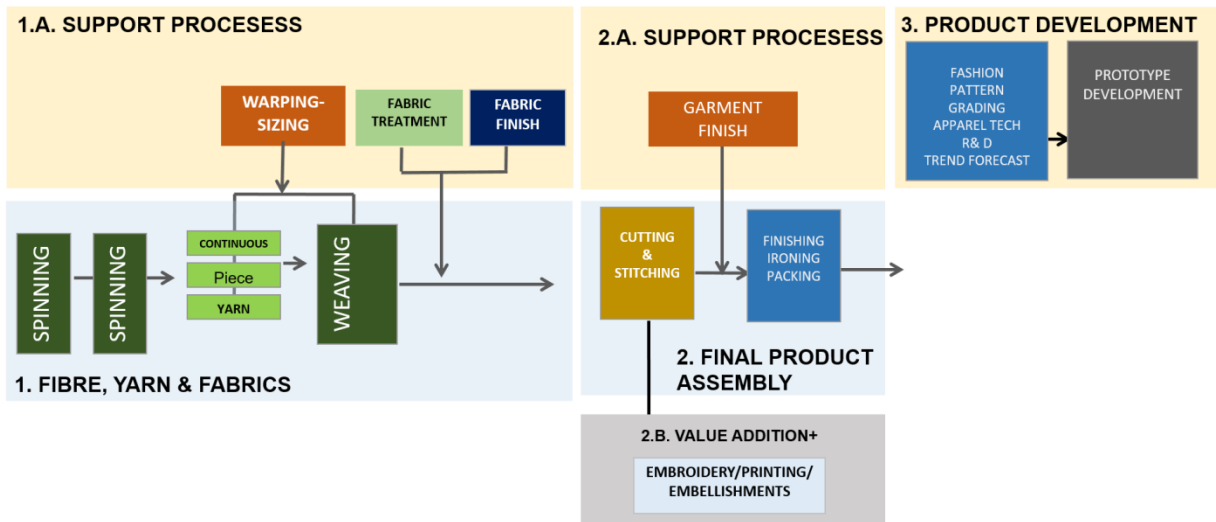 1.A. SUPPORT PROCESESS
WARPING-
SIZING
FABRIC
TREATMENT
FABRIC
FINISH
SPINNING
SPINNING
CONTINUOUS
Piece
YARN
WEAVING
1. FIBRE, YARN & FABRICS
2.A. SUPPORT PROCESESS
GARMENT
FINISH
CUTTING
&
STITCHING
FINISHING
IRONING
PACKING
2. FINAL PRODUCT
ASSEMBLY
2.B. VALUE ADDITION+
EMBROIDERY/PRINTING/
EMBELLISHMENTS
3. PRODUCT DEVELOPMENT
FASHION
PATTERN
GRADING
APPAREL TECH
R& D
TREND FORECAST
PROTOTYPE
DEVELOPMENT